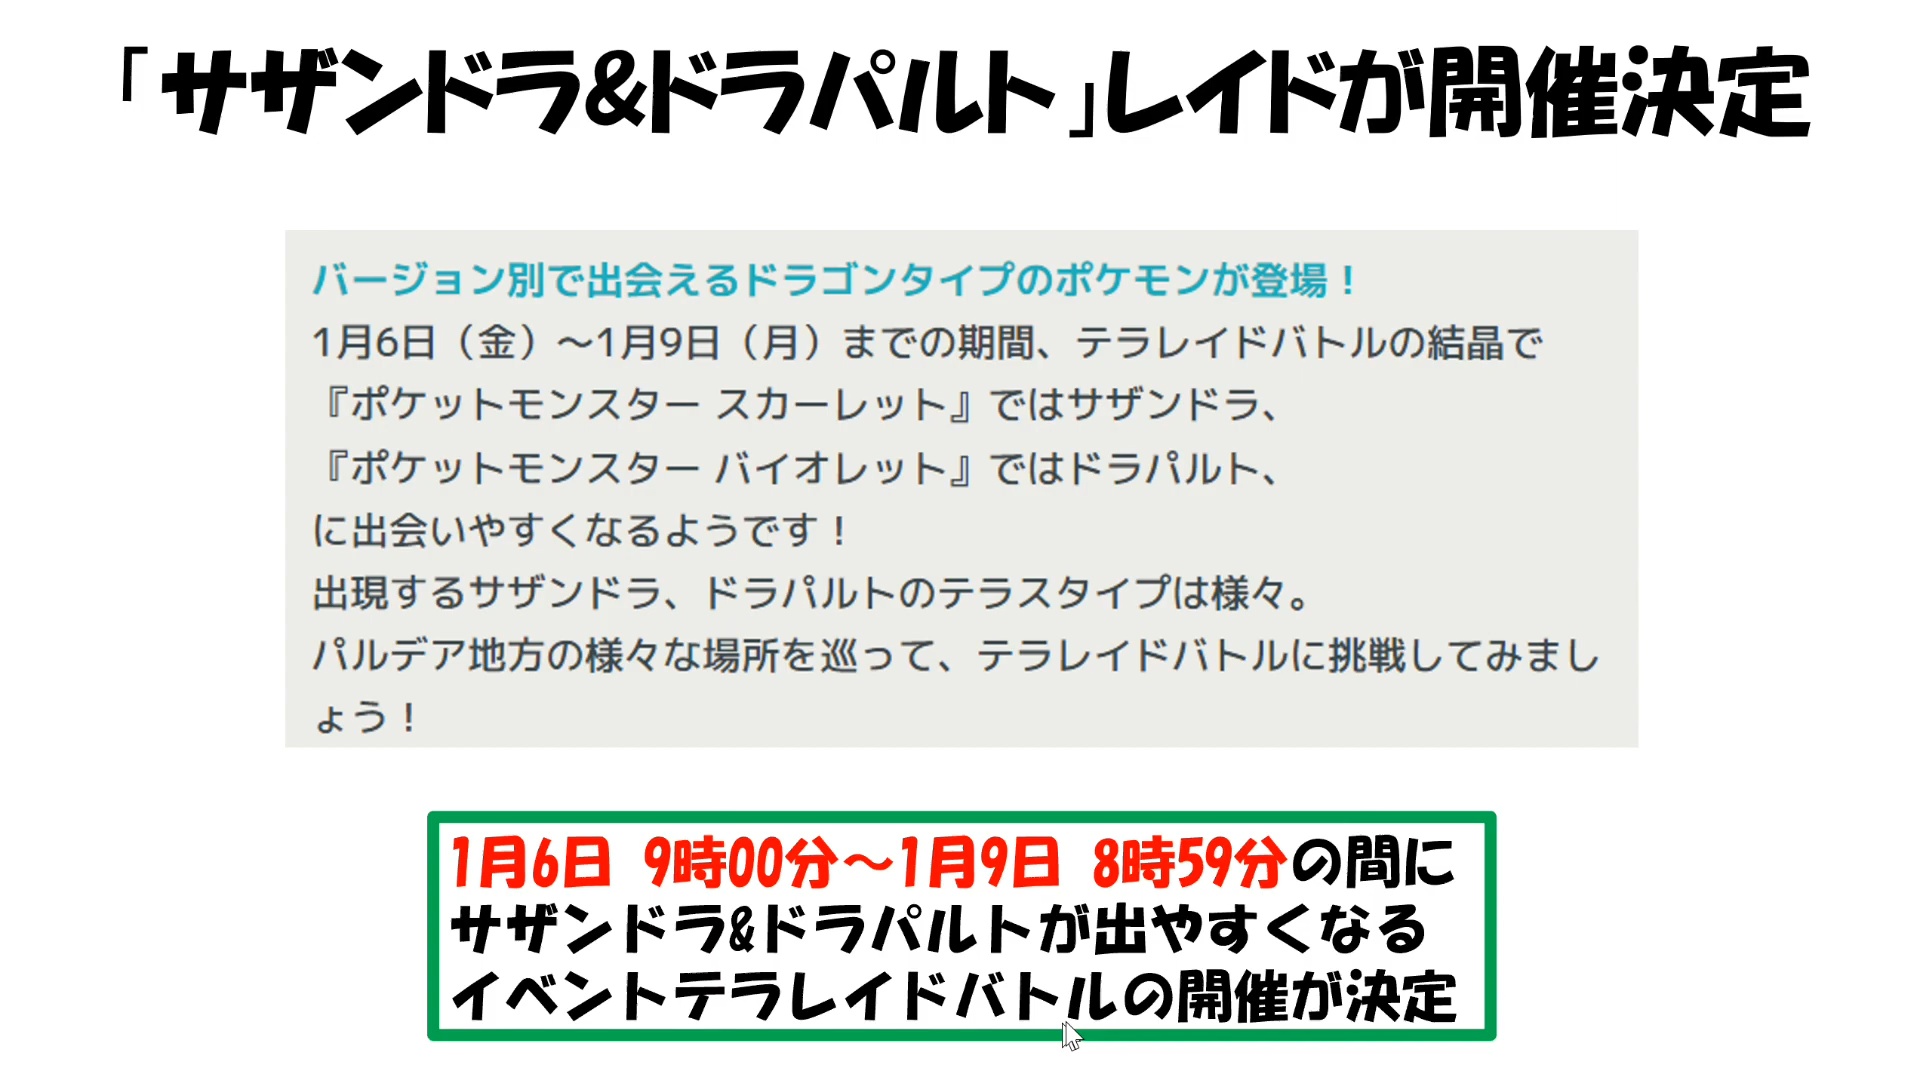 「サザンドラ&ドラパルト」レイドが開催決定
バージョン別で出会えるドラゴンタイプのポケモンが登場！
1月6日（金）～1月9日（月）までの期間、テラレイドバトルの結晶で
『ポケットモンスター スカーレット』ではサザンドラ、
『ポケットモンスター バイオレット』ではドラパルト、
に出会いやすくなるようです！
出現するサザンドラ、ドラパルトのテラスタイプは様々。
パルデア地方の様々な場所を巡って、テラレイドバトルに挑戦してみまし
ょう！
1月6日 9時00分～1月9日 8時59分の間に
サザンドラ&ドラパルトが出やすくなる
イベントテラレイドバトルの開催が決定